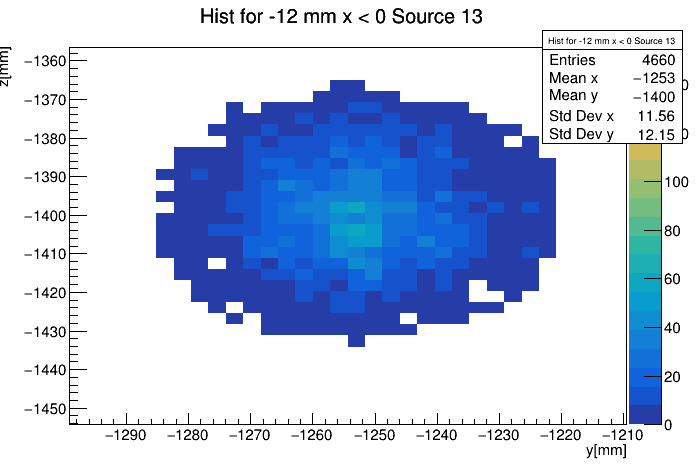 Hist for -12 mm x < 0 Source 13
z[mm]
Hist for -12 mm x < 0 Source 13
Entries 4660
Mean x −1253
Mean y −1400
Std Dev x 11.56
Std Dev y 12.15
−1360
−1370
−1380
−1390
−1400
−1410
−1420
−1430
−1440
−1450
−1290 −1280 −1270 −1260 −1250 −1240 −1230 −1220 −1210
y[mm]
100
80
60
40
20
0